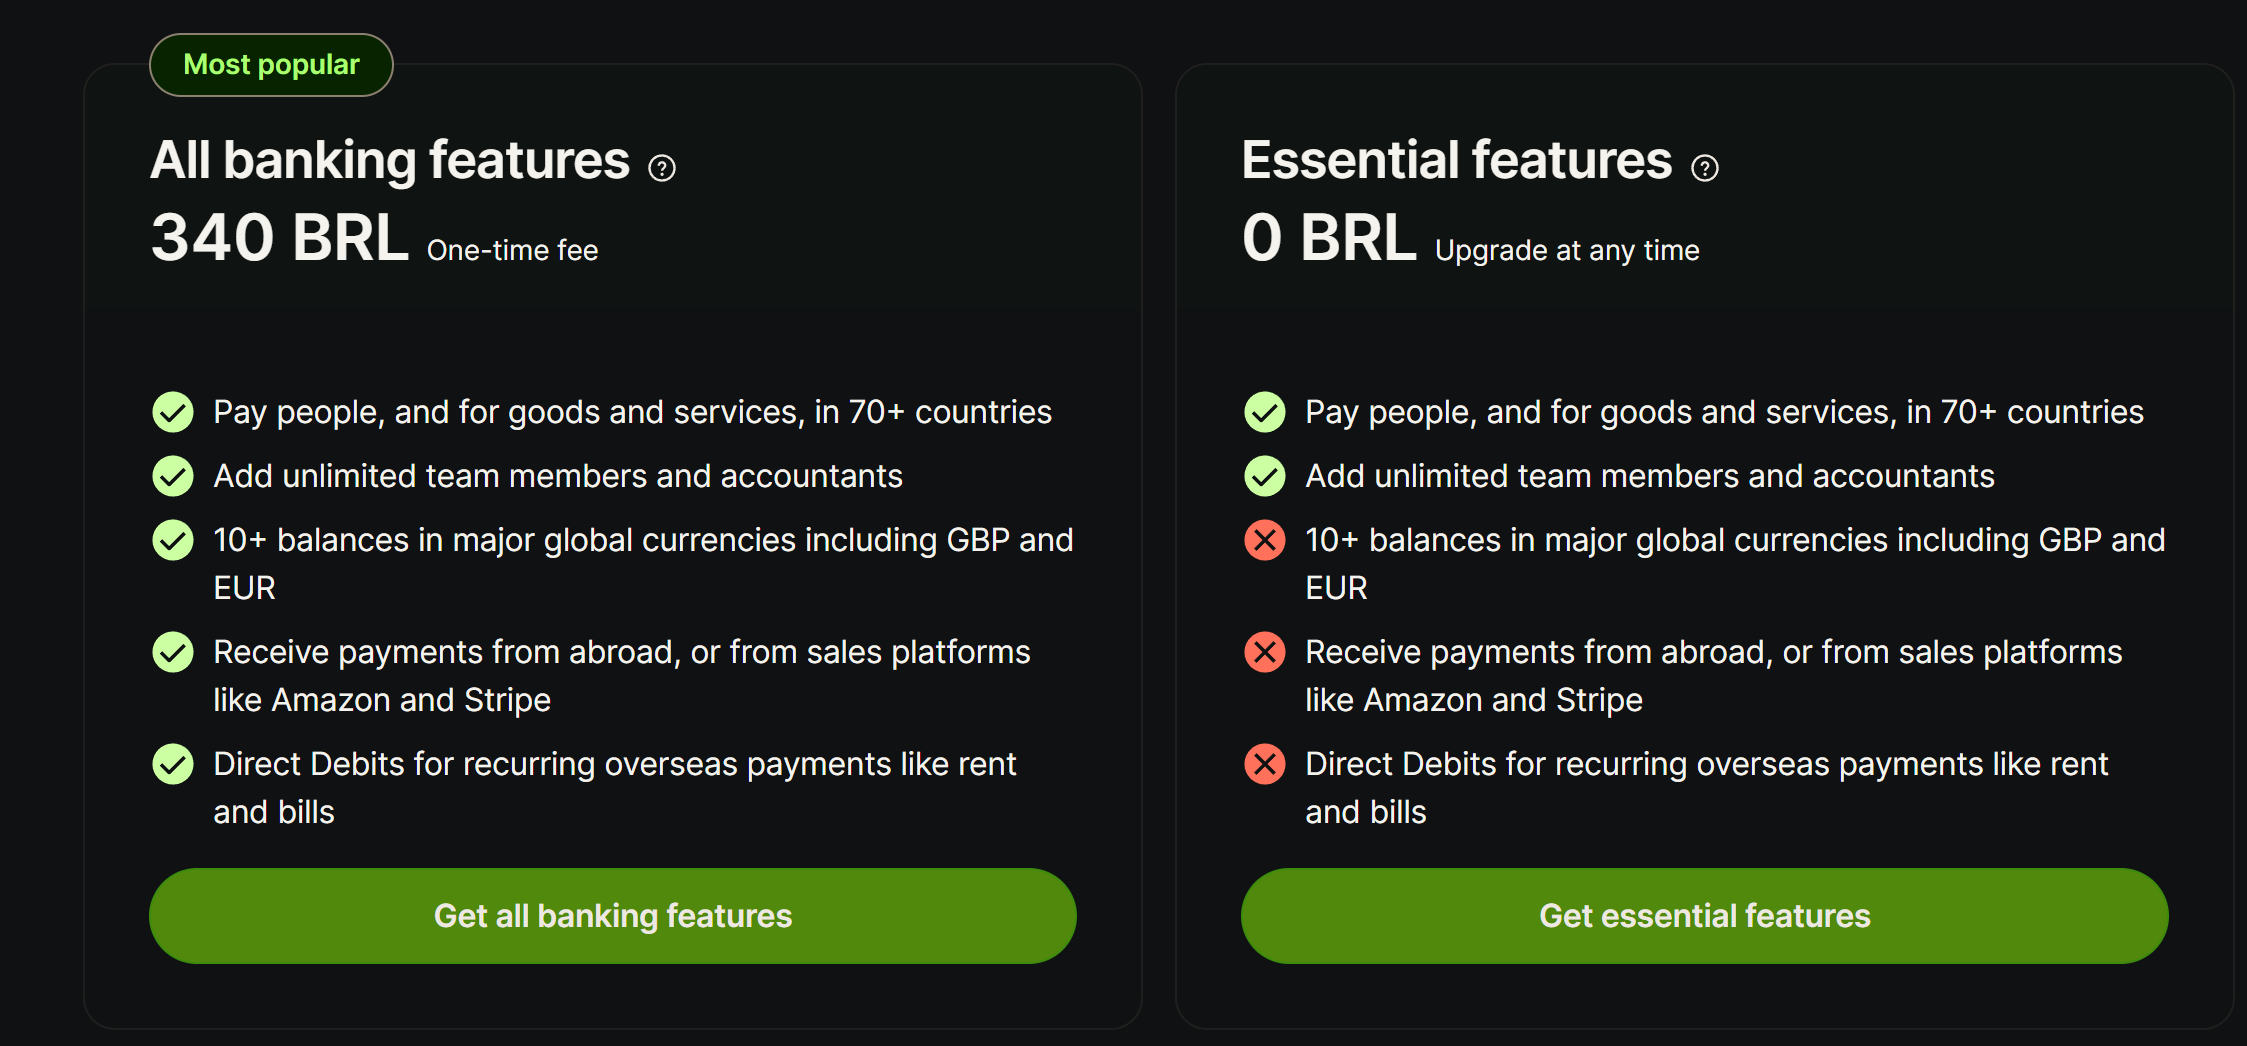 Most popular
All banking features
340 BRL One-time fee
Pay people, and for goods and services, in 70+ countries
Add unlimited team members and accountants
10+ balances in major global currencies including GBP and
EUR
Receive payments from abroad, or from sales platforms
like Amazon and Stripe
Direct Debits for recurring overseas payments like rent
and bills
Get all banking features
Essential features
0 BRL Upgrade at any time
Pay people, and for goods and services, in 70+ countries
Add unlimited team members and accountants
10+ balances in major global currencies including GBP and
EUR
Receive payments from abroad, or from sales platforms
like Amazon and Stripe
Direct Debits for recurring overseas payments like rent
and bills
Get essential features